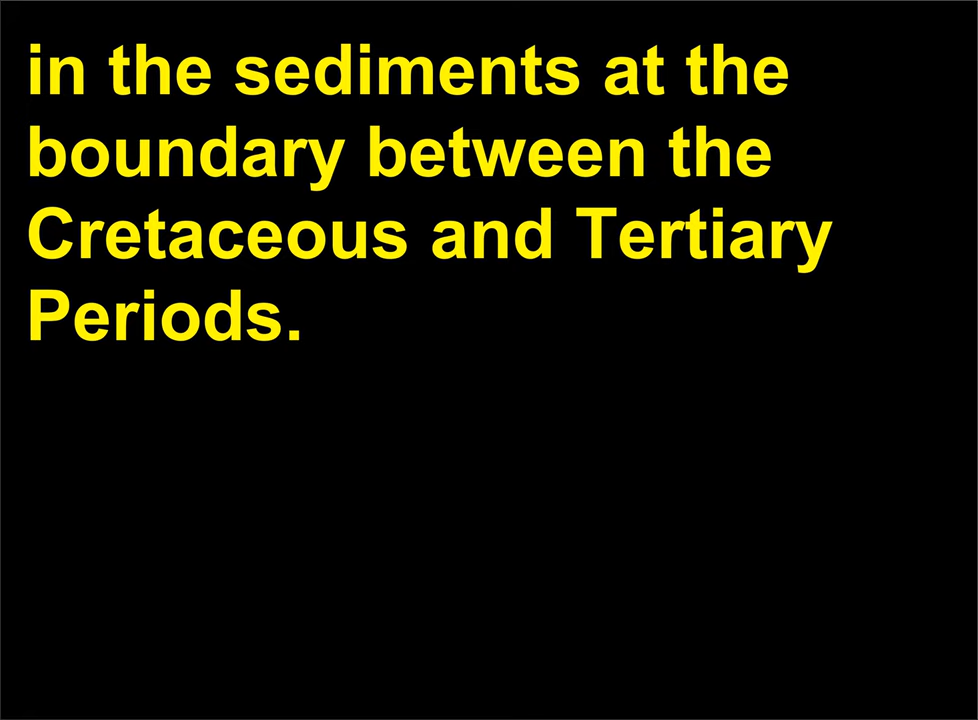 in the sediments at the
boundary between the
Cretaceous and Tertiary
Periods.